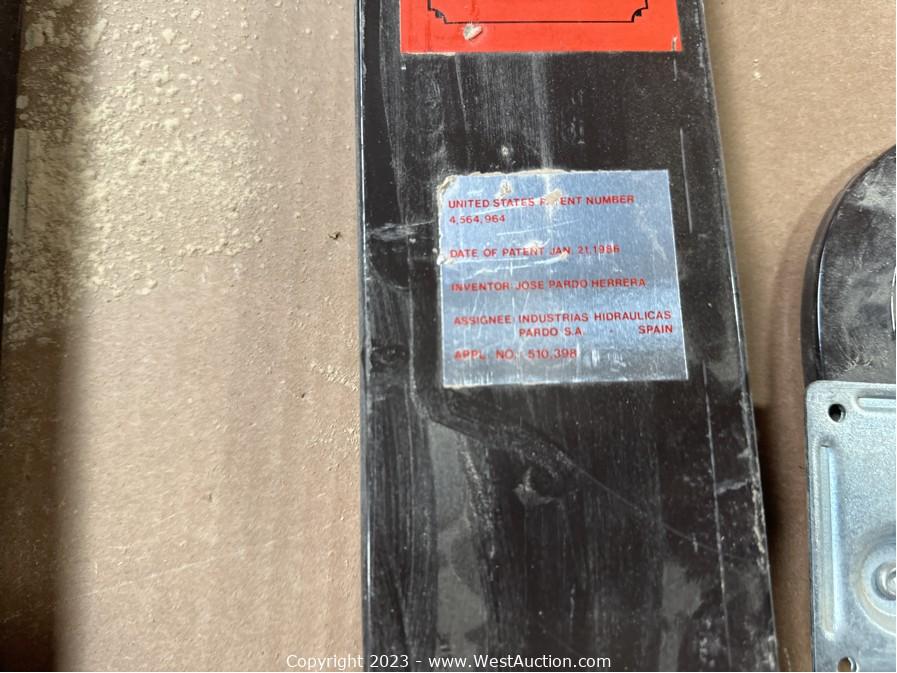 UNITED STATES PATENT NUMBER
4,564,964
DATE OF PATENT JAN. 21,1986
INVENTOR: JOSE PARDO HERRERA
ASSIGNEE: INDUSTRIAS HIDRAULICAS
PARDO S.A. SPAIN
APPL. NO.: 510,398
Copyright 2023 - www.WestAuction.com